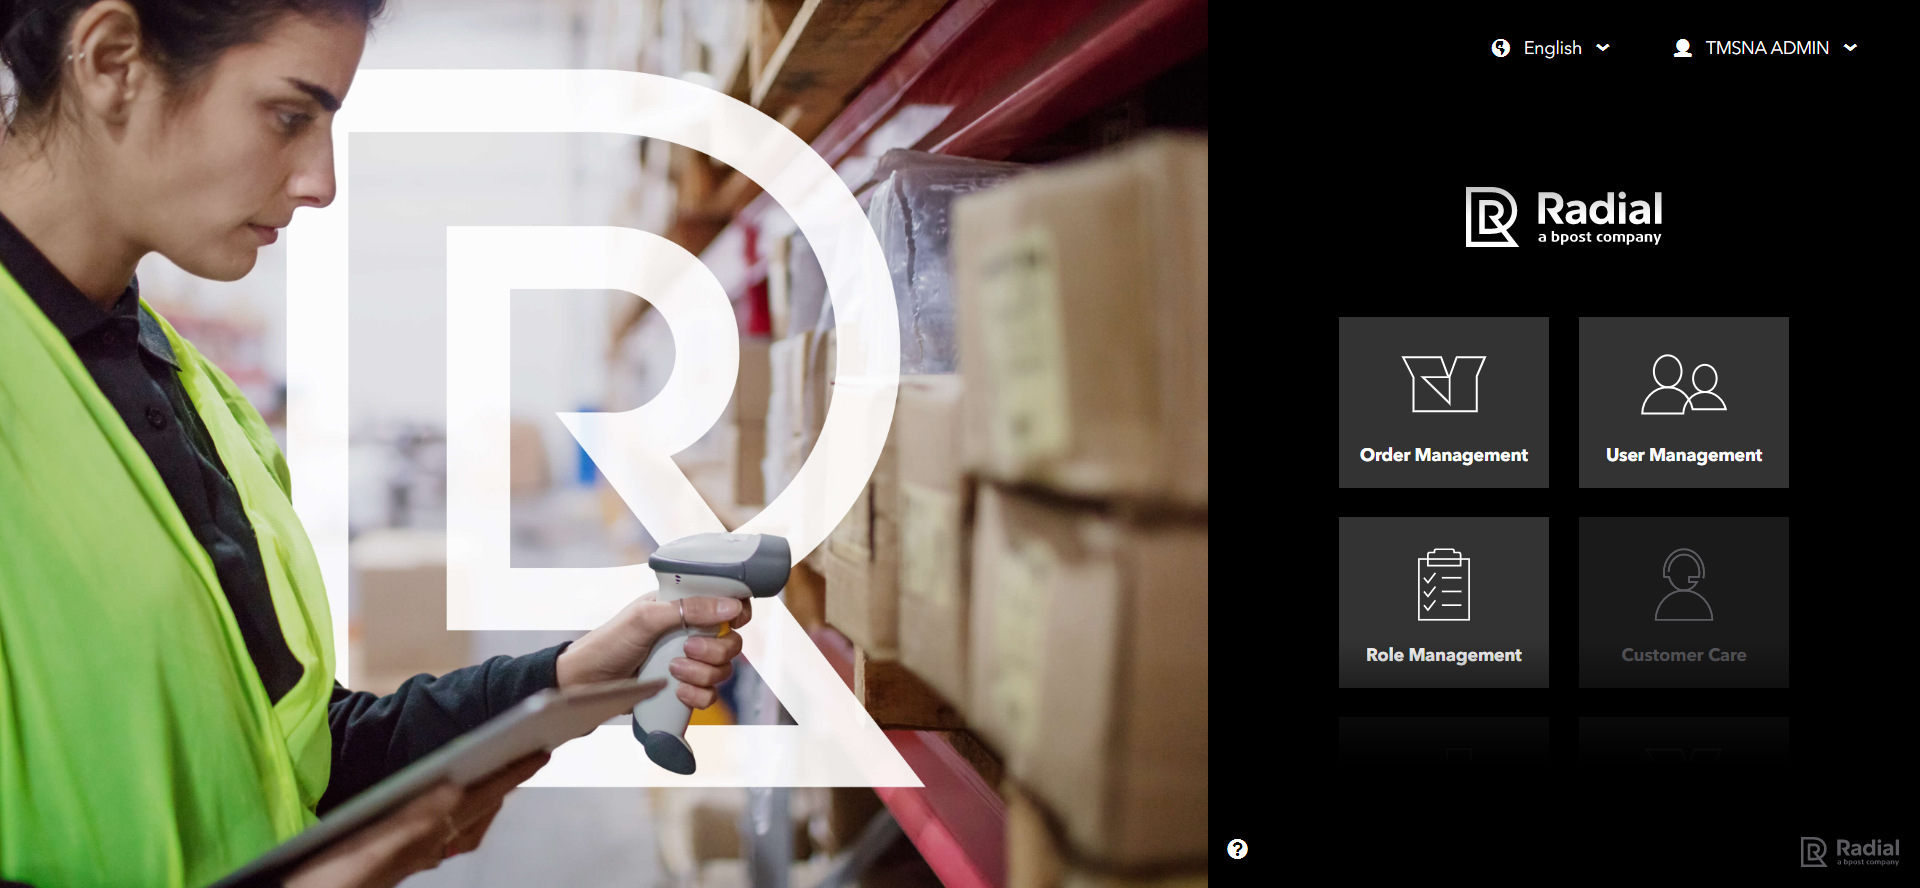 English
TMSNA ADMIN
Radial
a bpost company
Order Management
User Management
Role Management
Customer Care
?
Radial
a bpost company